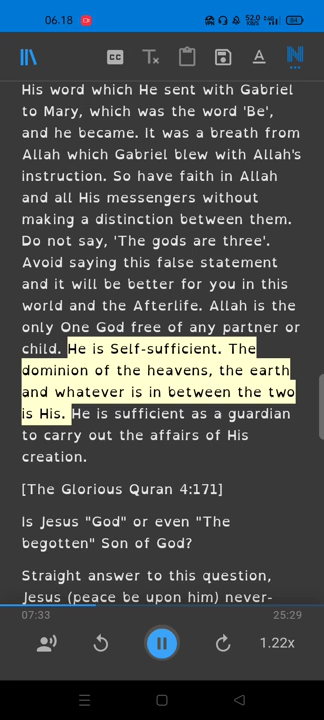 06.18
52.0
KB/S
64
CC
A
His word which He sent with Gabriel
to Mary, which was the word 'Be',
and he became. It was a breath from
Allah which Gabriel blew with Allah's
instruction. So have faith in Allah
and all His messengers without
making a distinction between them.
Do not say, 'The gods are three'.
Avoid saying this false statement
and it will be better for you in this
world and the Afterlife. Allah is the
only One God free of any partner or
child. He is Self-sufficient. The
dominion of the heavens, the earth
and whatever is in between the two
is His. He is sufficient as a guardian
to carry out the affairs of His
creation.
[The Glorious Quran 4:171]
Is Jesus "God" or even "The
begotten" Son of God?
Straight answer to this question,
Jesus (peace be upon him) never-
07:33
25:29
1.22x